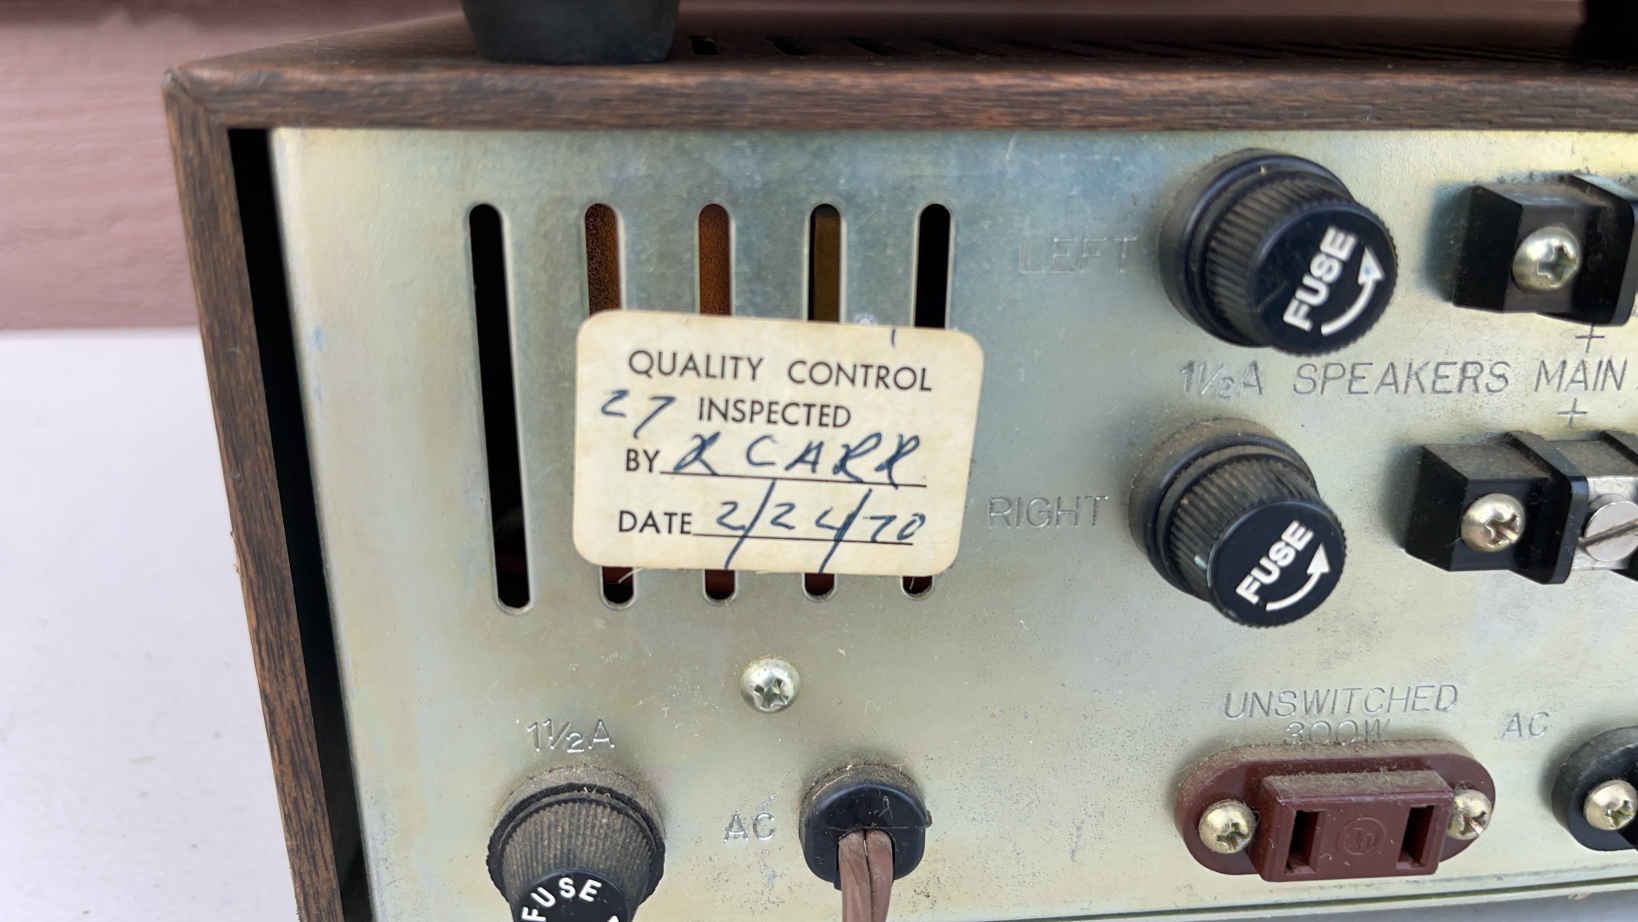 LEFT
FUSE
1½A SPEAKERS MAIN
+
+
QUALITY CONTROL
27 INSPECTED
BY R CARR
DATE 2/24/70
RIGHT
FUSE
1½A
FUSE
AC
UNSWITCHED
300W
AC